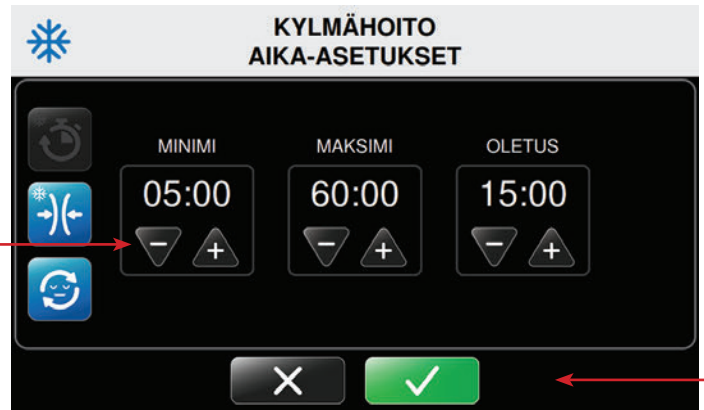 KYLMÄHOITO
AIKA-ASETUKSET
MINIMI MAKSIMI OLETUS
05:00 60:00 15:00
− + − + − +